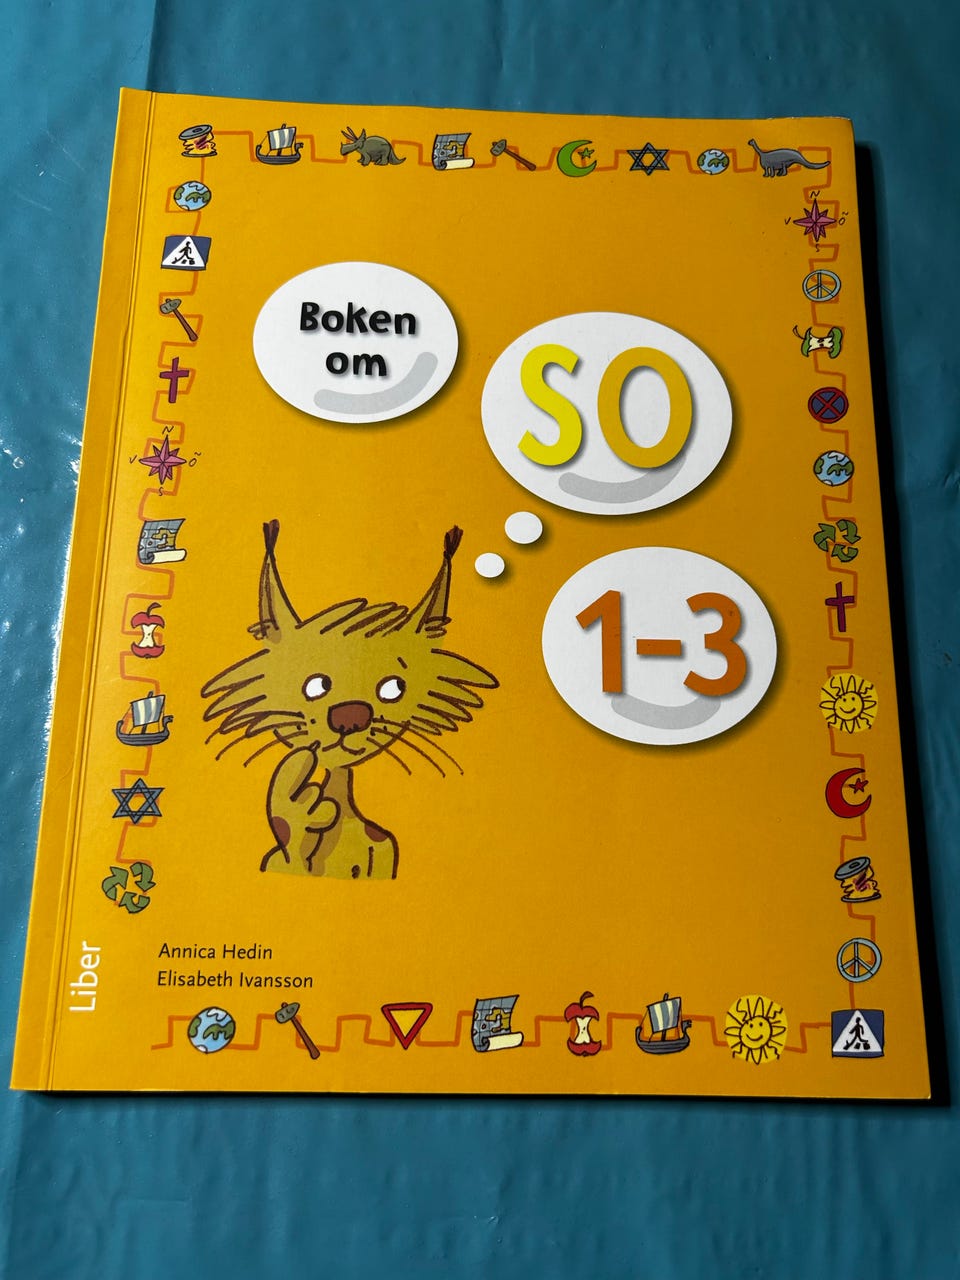 Boken
om
SO
1-3
Annica Hedin
Elisabeth Ivansson
Liber
N
V Ö
S
N
V Ö
S